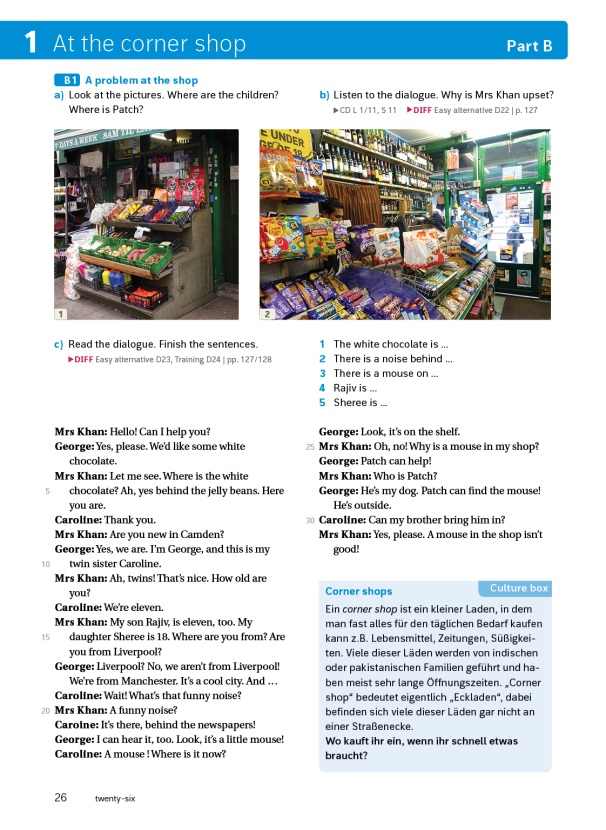 1 At the corner shop
Part B
B1 A problem at the shop
a) Look at the pictures. Where are the children?
Where is Patch?
b) Listen to the dialogue. Why is Mrs Khan upset?
▶CD L 1/11, S 11 ▶DIFF Easy alternative D22 | p. 127
7 DAYS A WEEK 8AM TIL
1
E UNDER
GE OF 18
2
c) Read the dialogue. Finish the sentences.
▶DIFF Easy alternative D23, Training D24 | pp. 127/128
1 The white chocolate is ...
2 There is a noise behind ...
3 There is a mouse on ...
4 Rajiv is ...
5 Sheree is ...
Mrs Khan: Hello! Can I help you?
George: Yes, please. We'd like some white
chocolate.
Mrs Khan: Let me see. Where is the white
5 chocolate? Ah, yes behind the jelly beans. Here
you are.
Caroline: Thank you.
Mrs Khan: Are you new in Camden?
George: Yes, we are. I'm George, and this is my
10 twin sister Caroline.
Mrs Khan: Ah, twins! That's nice. How old are
you?
Caroline: We're eleven.
Mrs Khan: My son Rajiv, is eleven, too. My
15 daughter Sheree is 18. Where are you from? Are
you from Liverpool?
George: Liverpool? No, we aren't from Liverpool!
We're from Manchester. It's a cool city. And ...
Caroline: Wait! What's that funny noise?
20 Mrs Khan: A funny noise?
Caroine: It's there, behind the newspapers!
George: I can hear it, too. Look, it's a little mouse!
Caroline: A mouse ! Where is it now?
George: Look, it's on the shelf.
25 Mrs Khan: Oh, no! Why is a mouse in my shop?
George: Patch can help!
Mrs Khan: Who is Patch?
George: He's my dog. Patch can find the mouse!
He's outside.
30 Caroline: Can my brother bring him in?
Mrs Khan: Yes, please. A mouse in the shop isn't
good!
Culture box
Corner shops
Ein corner shop ist ein kleiner Laden, in dem
man fast alles für den täglichen Bedarf kaufen
kann z.B. Lebensmittel, Zeitungen, Süßigkei-
ten. Viele dieser Läden werden von indischen
oder pakistanischen Familien geführt und ha-
ben meist sehr lange Öffnungszeiten. „Corner
shop“ bedeutet eigentlich „Eckladen“, dabei
befinden sich viele dieser Läden gar nicht an
einer Straßenecke.
Wo kauft ihr ein, wenn ihr schnell etwas
braucht?
26 twenty-six